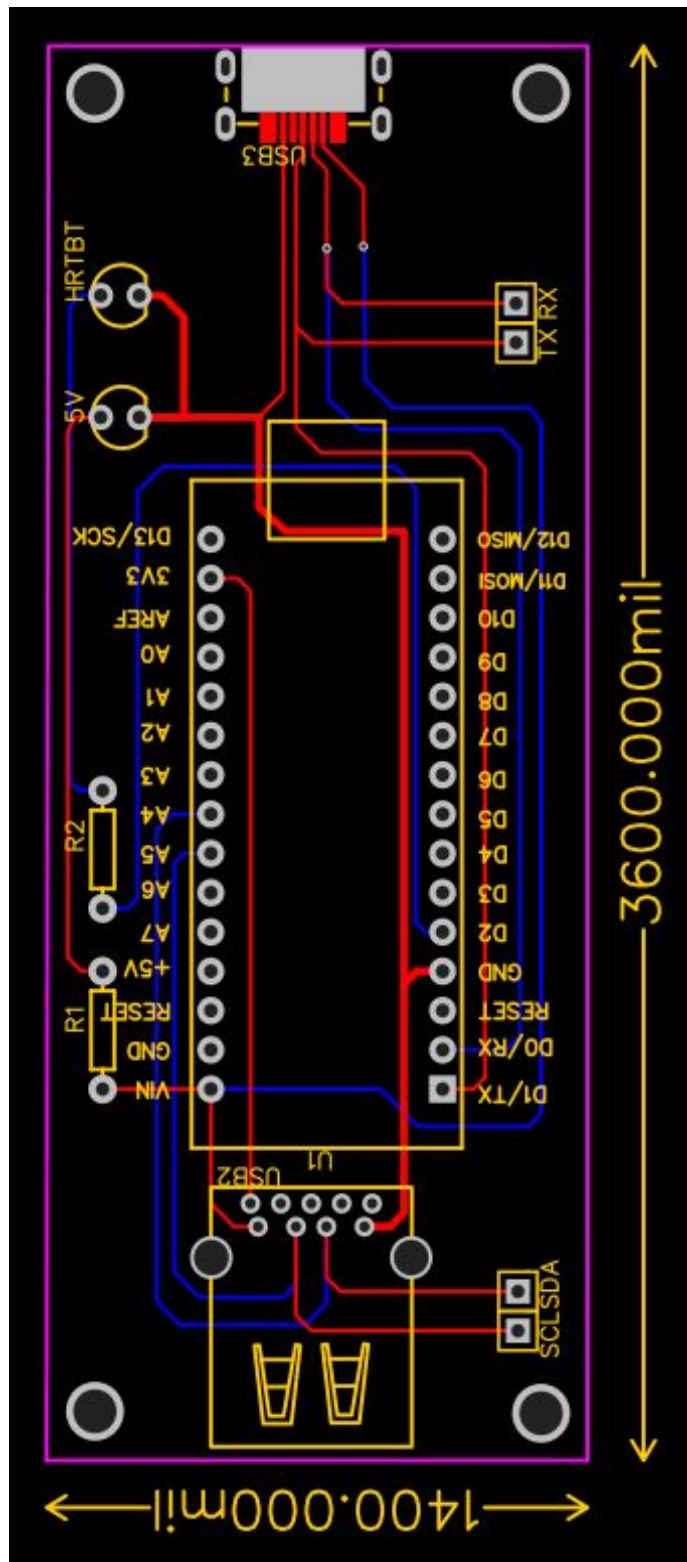 USB3
HRTBT
RX
TX
5V
D13/SCK
D12/MISO
3V3
D11/MOSI
AREF
D10
A0
D9
A1
D8
A2
D7
A3
D6
A4
D5
R2
A5
D4
A6
D3
A7
D2
+5V
GND
R1
RESET
RESET
GND
D0/RX
VIN
D1/TX
U1
USB2
SDA
SCL
3600.000mil
1400.000mil